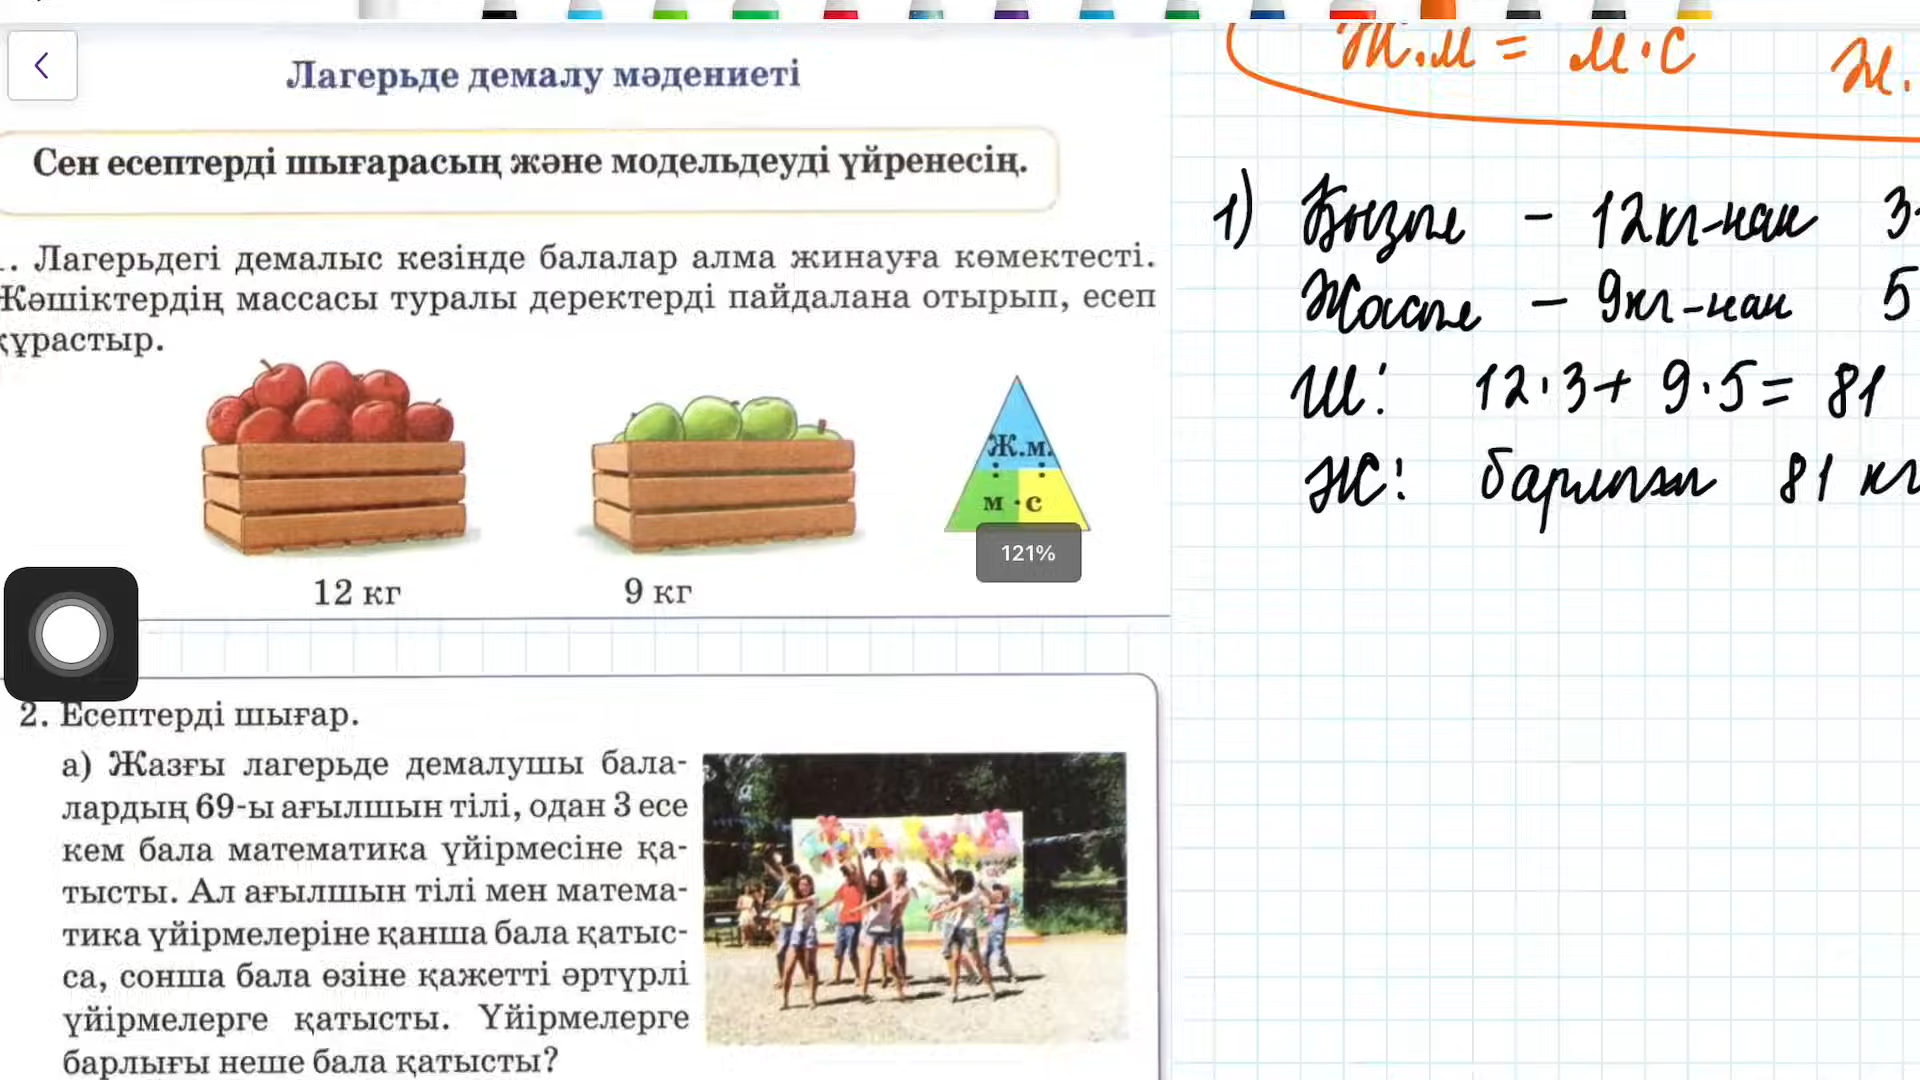 Лагерьде демалу мәдениеті
Сен есептерді шығарасың және модельдеуді үйренесің.
. Лагерьдегі демалыс кезінде балалар алма жинауға көмектесті.
Жәшіктердің массасы туралы деректерді пайдалана отырып, есеп
құрастыр.
Ж.м.
: :
м · с
121%
12 кг
9 кг
2. Есептерді шығар.
а) Жазғы лагерьде демалушы бала-
лардың 69-ы ағылшын тілі, одан 3 есе
кем бала математика үйірмесіне қа-
тысты. Ал ағылшын тілі мен матема-
тика үйірмелеріне қанша бала қатыс-
са, сонша бала өзіне қажетті әртүрлі
үйірмелерге қатысты. Үйірмелерге
барлығы неше бала қатысты?
Ж.м = м·с Ж.
1) Қызыл - 12кг-нан 3
Жасыл - 9кг-нан 5
Ш: 12·3+ 9·5= 81
Ж: барлығы 81 кг